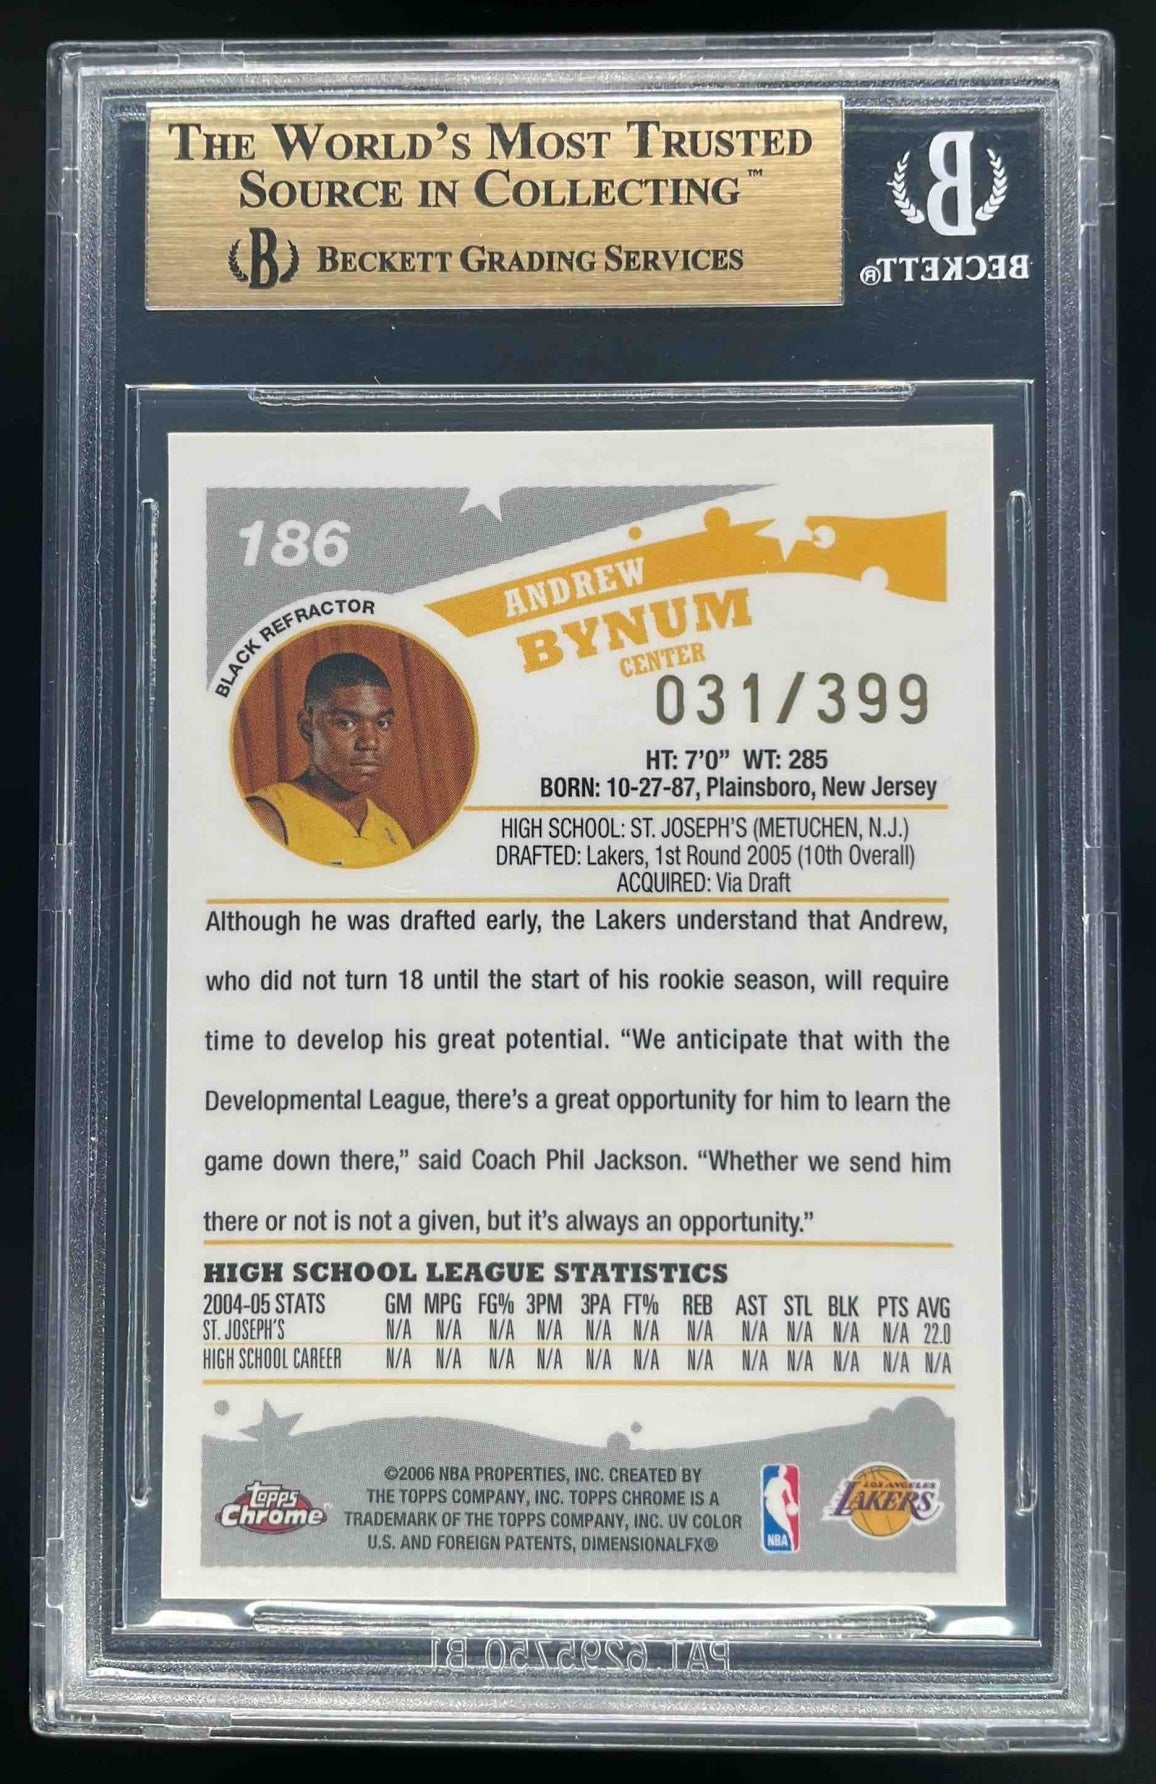 THE WORLD'S MOST TRUSTED
SOURCE IN COLLECTING™
B BECKETT GRADING SERVICES
B
BECKETT®
186
BLACK REFRACTOR
ANDREW
BYNUM
CENTER
031/399
HT: 7'0" WT: 285
BORN: 10-27-87, Plainsboro, New Jersey
HIGH SCHOOL: ST. JOSEPH'S (METUCHEN, N.J.)
DRAFTED: Lakers, 1st Round 2005 (10th Overall)
ACQUIRED: Via Draft
Although he was drafted early, the Lakers understand that Andrew,
who did not turn 18 until the start of his rookie season, will require
time to develop his great potential. “We anticipate that with the
Developmental League, there’s a great opportunity for him to learn the
game down there,” said Coach Phil Jackson. “Whether we send him
there or not is not a given, but it’s always an opportunity.”
HIGH SCHOOL LEAGUE STATISTICS
2004-05 STATS GM MPG FG% 3PM 3PA FT% REB AST STL BLK PTS AVG
ST. JOSEPH'S N/A N/A N/A N/A N/A N/A N/A N/A N/A N/A N/A 22.0
HIGH SCHOOL CAREER N/A N/A N/A N/A N/A N/A N/A N/A N/A N/A N/A N/A
Topps
Chrome™
©2006 NBA PROPERTIES, INC. CREATED BY
THE TOPPS COMPANY, INC. TOPPS CHROME IS A
TRADEMARK OF THE TOPPS COMPANY, INC. UV COLOR
U.S. AND FOREIGN PATENTS, DIMENSIONALFX®
NBA
LOS ANGELES
LAKERS
PAT 6295750 B1